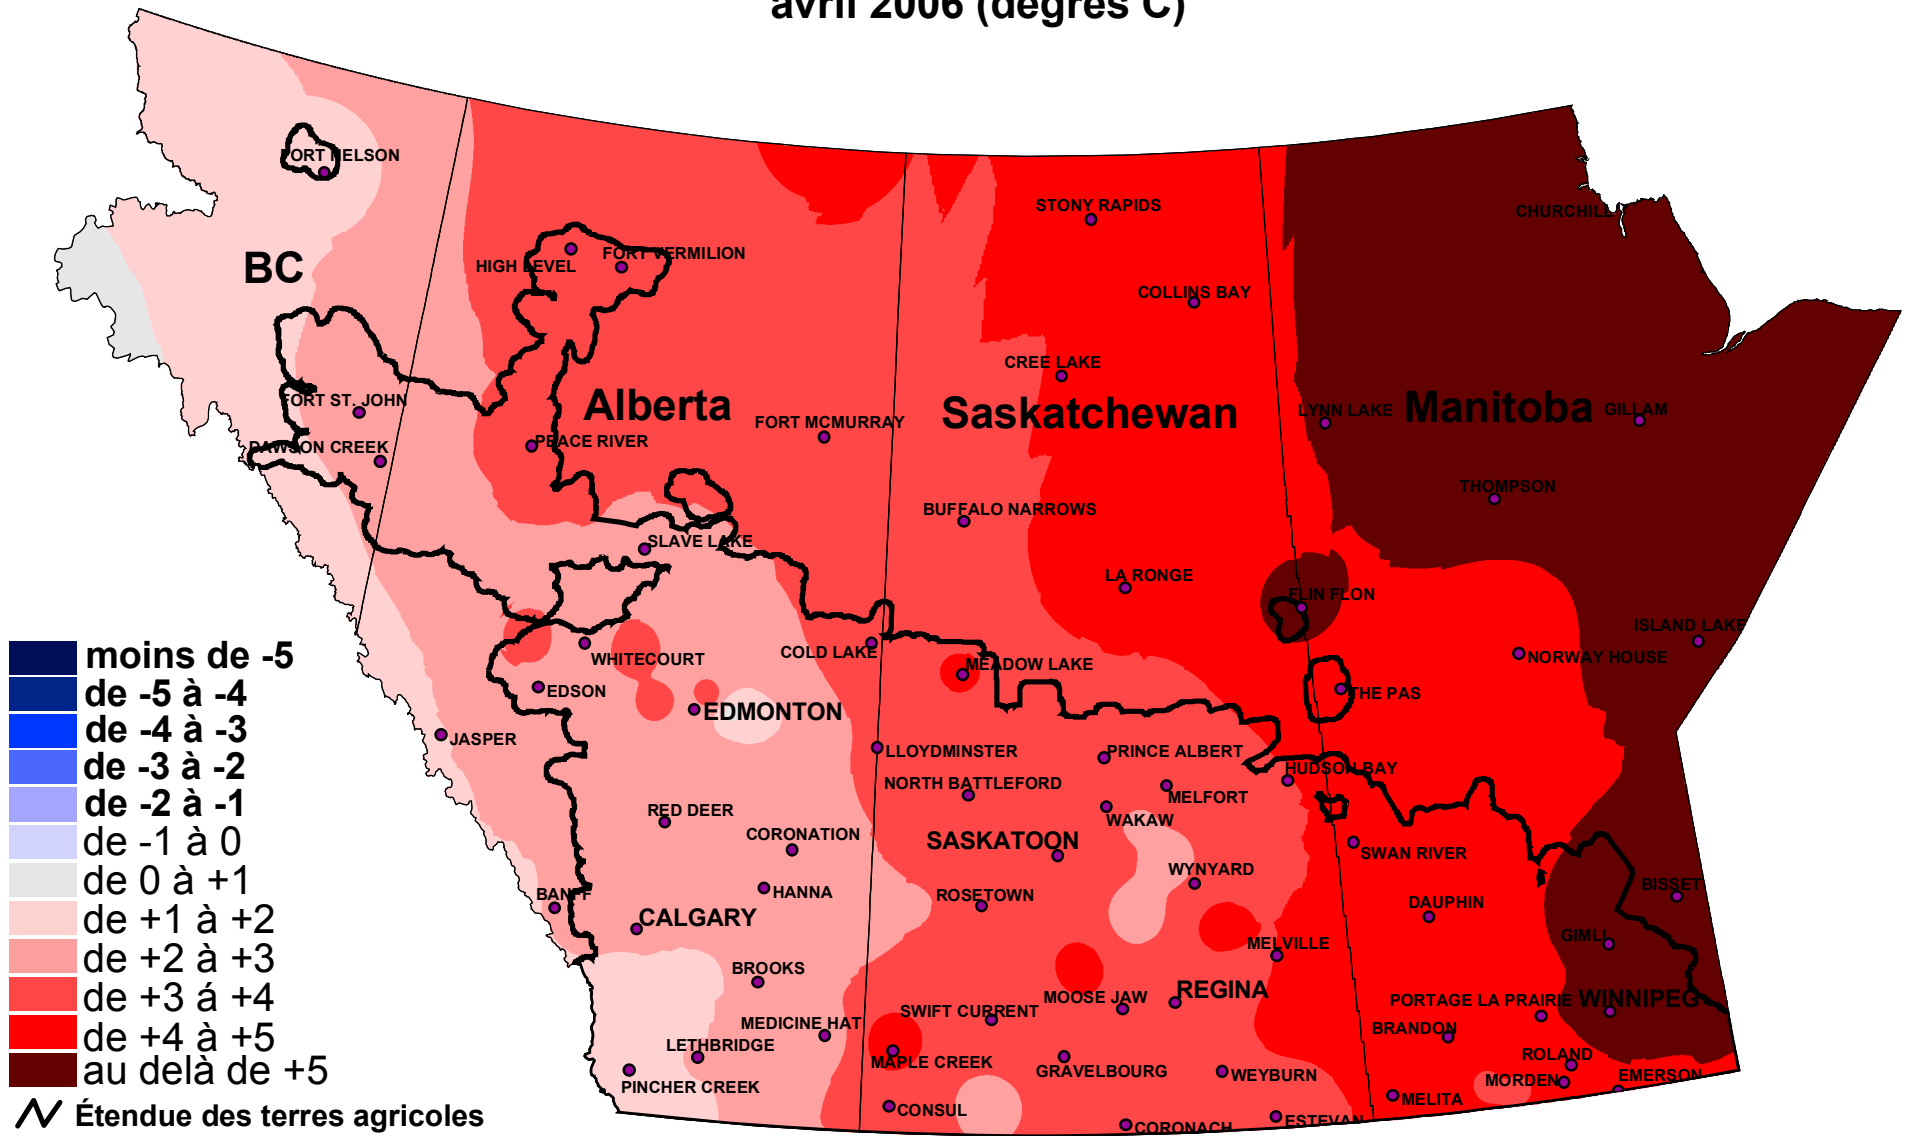 avril 2006 (degrés C)
FORT NELSON
BC
HIGH LEVEL
FORT VERMILION
STONY RAPIDS
CHURCHILL
COLLINS BAY
CREE LAKE
FORT ST. JOHN
DAWSON CREEK
PEACE RIVER
Alberta
FORT MCMURRAY
Saskatchewan
LYNN LAKE
Manitoba
GILLAM
THOMPSON
BUFFALO NARROWS
SLAVE LAKE
LA RONGE
FLIN FLON
ISLAND LAKE
NORWAY HOUSE
WHITECOURT
COLD LAKE
MEADOW LAKE
THE PAS
EDSON
EDMONTON
JASPER
LLOYDMINSTER
PRINCE ALBERT
HUDSON BAY
NORTH BATTLEFORD
MELFORT
RED DEER
WAKAW
CORONATION
SASKATOON
SWAN RIVER
WYNYARD
BANFF
HANNA
ROSETOWN
DAUPHIN
BISSET
CALGARY
GIMLI
MELVILLE
BROOKS
REGINA
MOOSE JAW
PORTAGE LA PRAIRIE
WINNIPEG
SWIFT CURRENT
MEDICINE HAT
BRANDON
LETHBRIDGE
MAPLE CREEK
GRAVELBOURG
WEYBURN
ROLAND
MORDEN
EMERSON
PINCHER CREEK
CONSUL
MELITA
CORONACH
ESTEVAN
moins de -5
de -5 à -4
de -4 à -3
de -3 à -2
de -2 à -1
de -1 à 0
de 0 à +1
de +1 à +2
de +2 à +3
de +3 á +4
de +4 à +5
au delà de +5
Étendue des terres agricoles